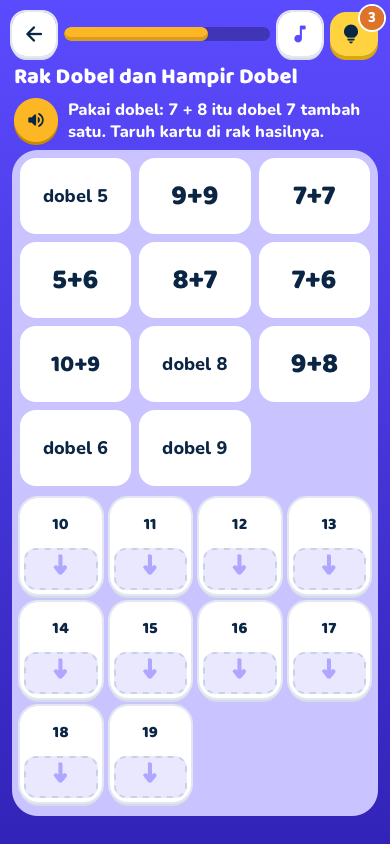 3
Rak Dobel dan Hampir Dobel
Pakai dobel: 7 + 8 itu dobel 7 tambah
satu. Taruh kartu di rak hasilnya.
dobel 5
9+9
7+7
5+6
8+7
7+6
10+9
dobel 8
9+8
dobel 6
dobel 9
10
11
12
13
14
15
16
17
18
19